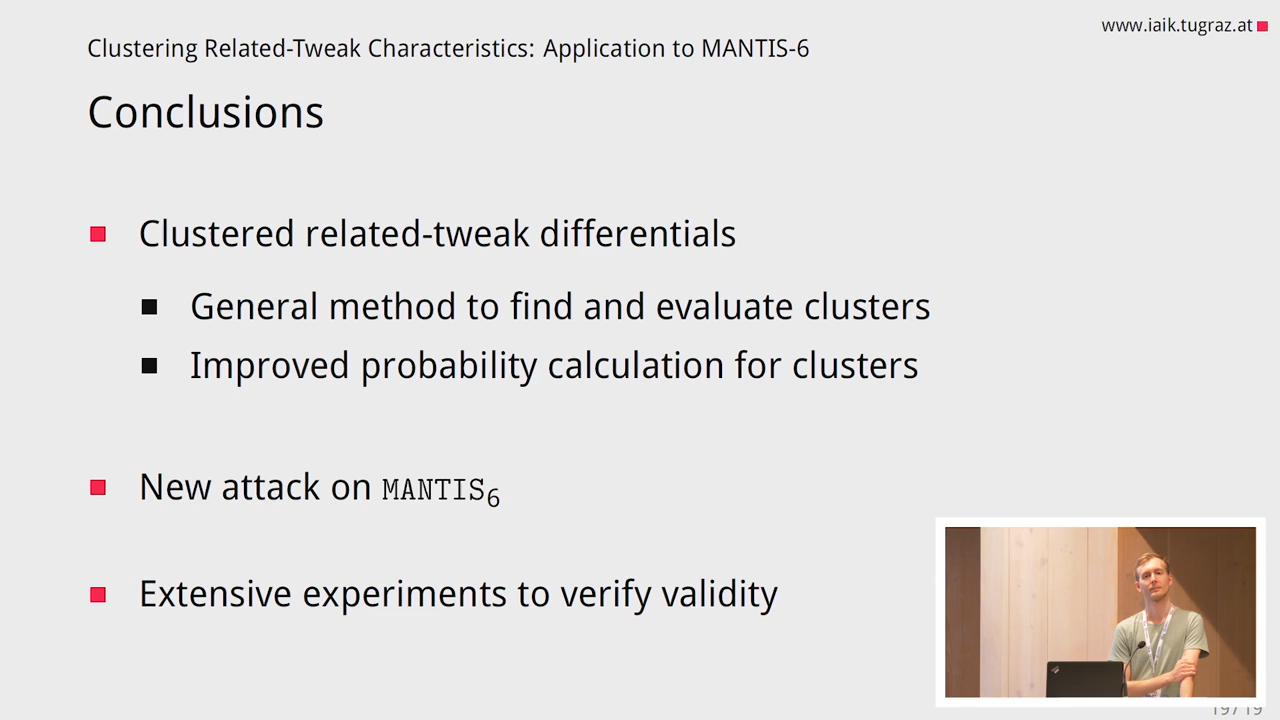 www.iaik.tugraz.at
Clustering Related-Tweak Characteristics: Application to MANTIS-6
Conclusions
Clustered related-tweak differentials
General method to find and evaluate clusters
Improved probability calculation for clusters
New attack on MANTIS₆
Extensive experiments to verify validity
19 / 19